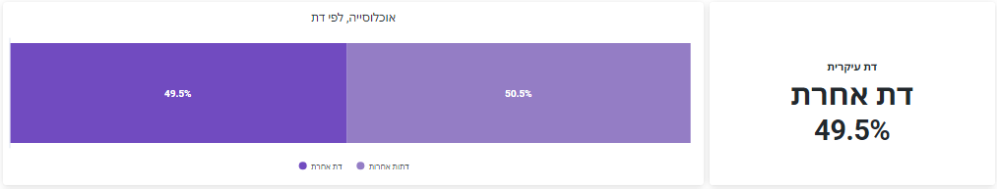 אוכלוסייה, לפי דת
49.5%
50.5%
דת אחרת
דתות אחרות
דת עיקרית
דת אחרת
49.5%